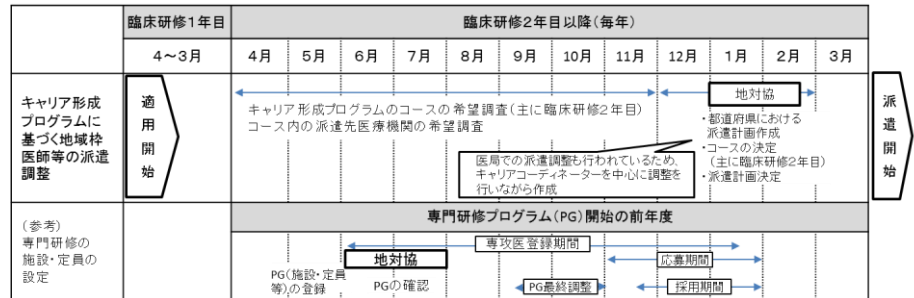 臨床研修1年目
臨床研修2年目以降(毎年)
4～3月
4月
5月
6月
7月
8月
9月
10月
11月
12月
1月
2月
3月
キャリア形成
プログラムに
基づく地域枠
医師等の派遣
調整
適用開始
キャリア形成プログラムのコースの希望調査(主に臨床研修2年目)
コース内の派遣先医療機関の希望調査
地対協
・都道府県における
派遣計画作成
・コースの決定
(主に臨床研修2年目)
・派遣計画決定
医局での派遣調整も行われているため、
キャリアコーディネーターを中心に調整を
行いながら作成
派遣開始
(参考)
専門研修の
施設・定員の
設定
専門研修プログラム(PG)開始の前年度
専攻医登録期間
地対協
応募期間
PG(施設・定員
等)の登録
PGの確認
PG最終調整
採用期間